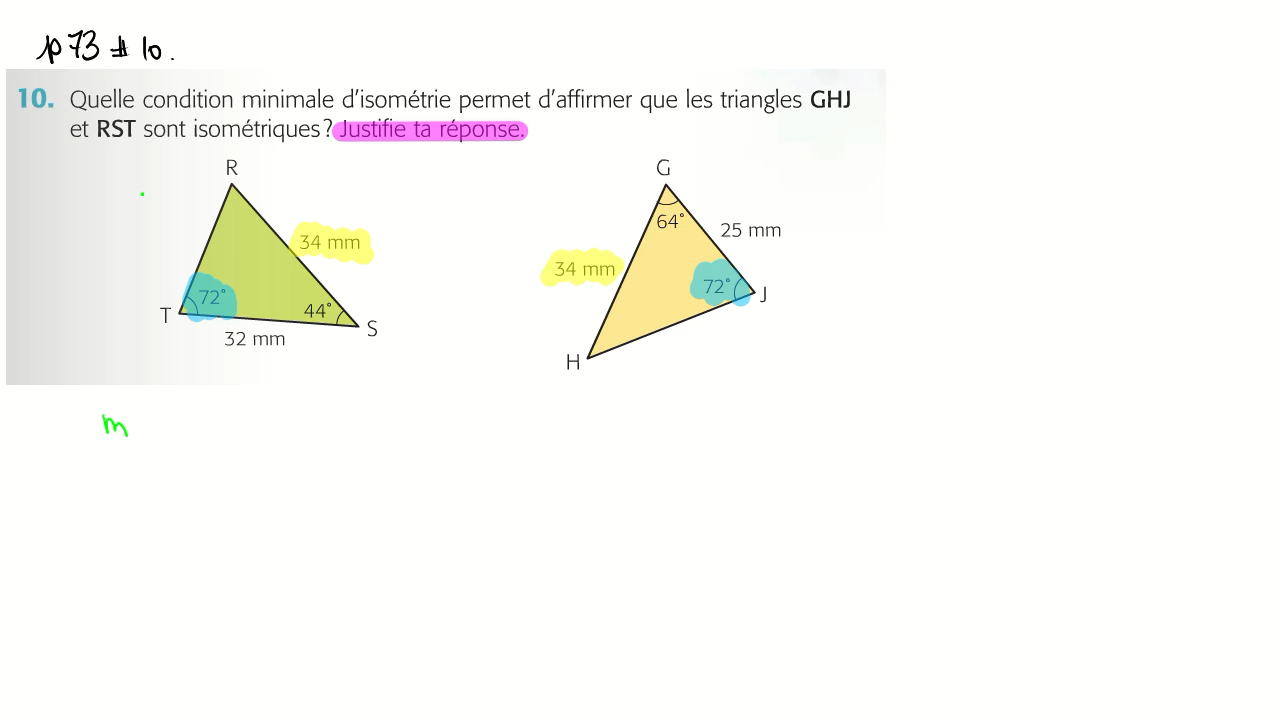 p73 # 10.
10. Quelle condition minimale d'isométrie permet d'affirmer que les triangles GHJ
et RST sont isométriques ? Justifie ta réponse.
R
34 mm
72°
T
44°
S
32 mm
G
64°
25 mm
34 mm
72°
J
H
m